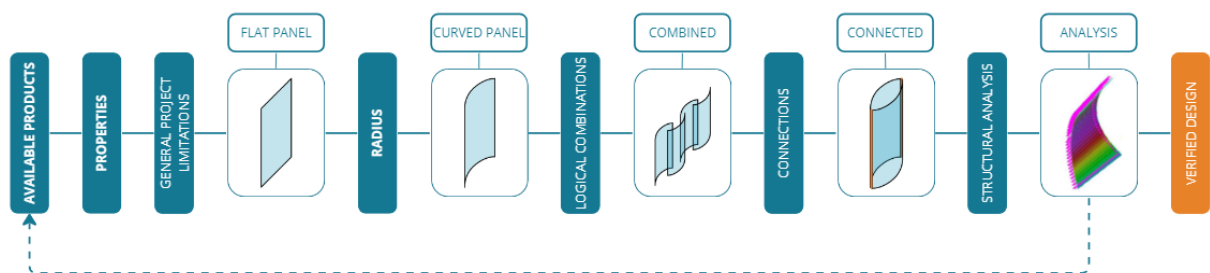 AVAILABLE PRODUCTS
PROPERTIES
GENERAL PROJECT
LIMITATIONS
FLAT PANEL
RADIUS
CURVED PANEL
LOGICAL COMBINATIONS
COMBINED
CONNECTIONS
CONNECTED
STRUCTURAL ANALYSIS
ANALYSIS
VERIFIED DESIGN